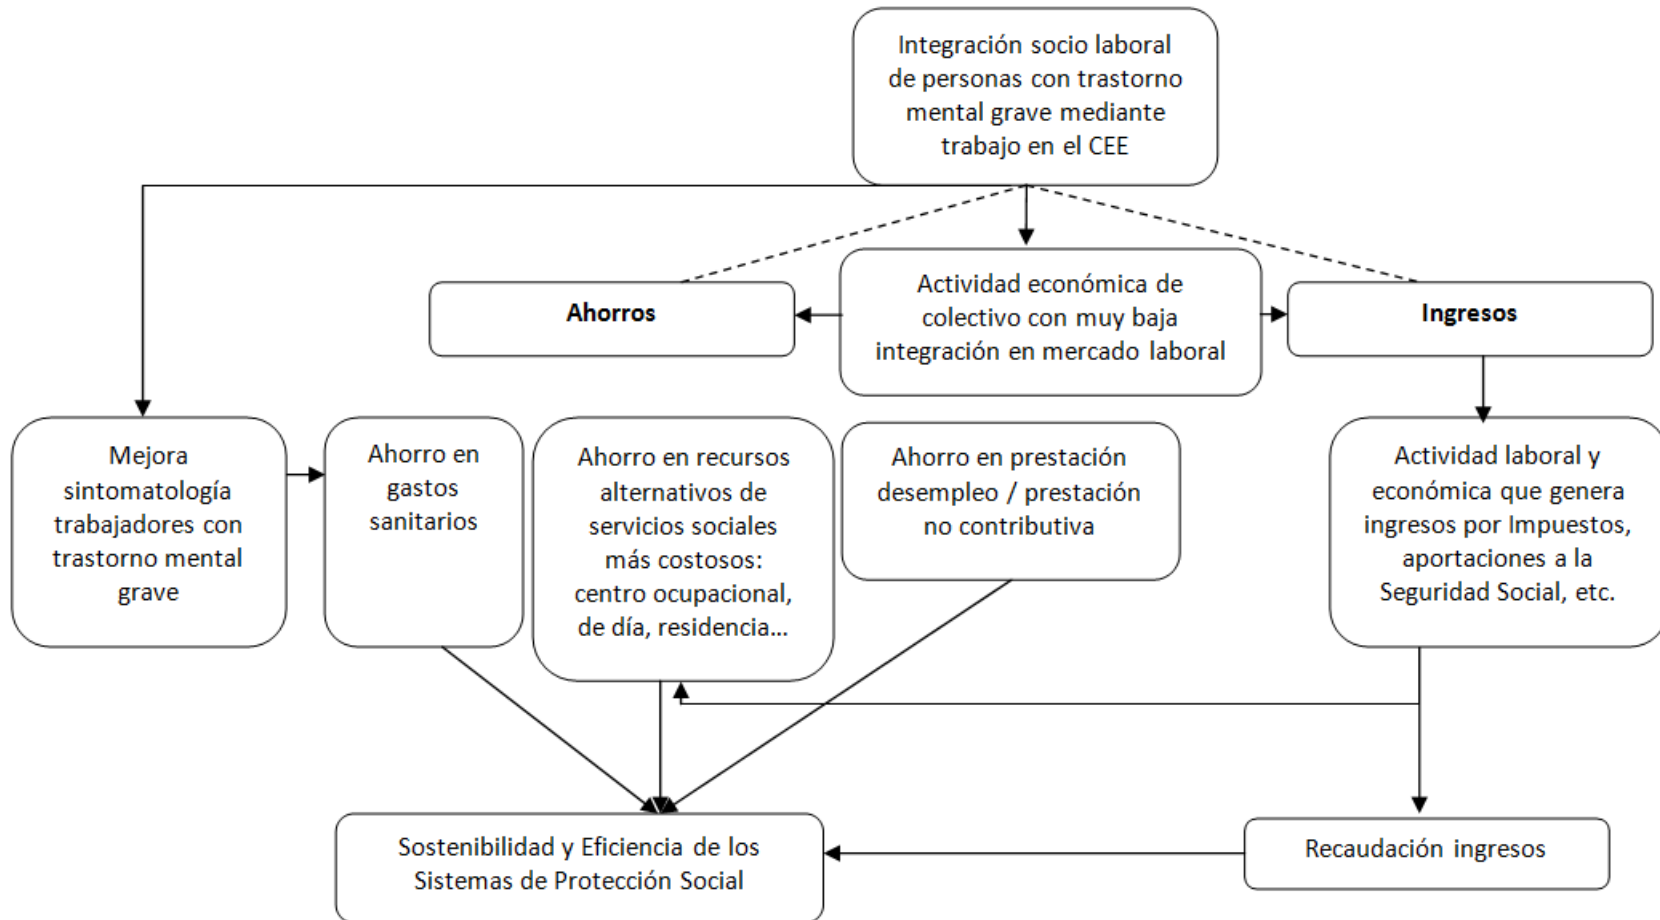 Integración socio laboral
de personas con trastorno
mental grave mediante
trabajo en el CEE
Ahorros
Actividad económica de
colectivo con muy baja
integración en mercado laboral
Ingresos
Mejora
sintomatología
trabajadores con
trastorno mental
grave
Ahorro en
gastos
sanitarios
Ahorro en recursos
alternativos de
servicios sociales
más costosos:
centro ocupacional,
de día, residencia...
Ahorro en prestación
desempleo / prestación
no contributiva
Actividad laboral y
económica que genera
ingresos por Impuestos,
aportaciones a la
Seguridad Social, etc.
Sostenibilidad y Eficiencia de los
Sistemas de Protección Social
Recaudación ingresos